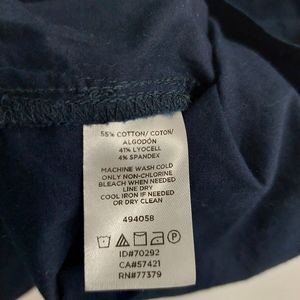 55% COTTON/ COTON/
ALGODÓN
41% LYOCELL
4% SPANDEX
MACHINE WASH COLD
ONLY NON-CHLORINE
BLEACH WHEN NEEDED
LINE DRY
COOL IRON IF NEEDED
OR DRY CLEAN
494058
ID#70292
CA#57421
RN#77379